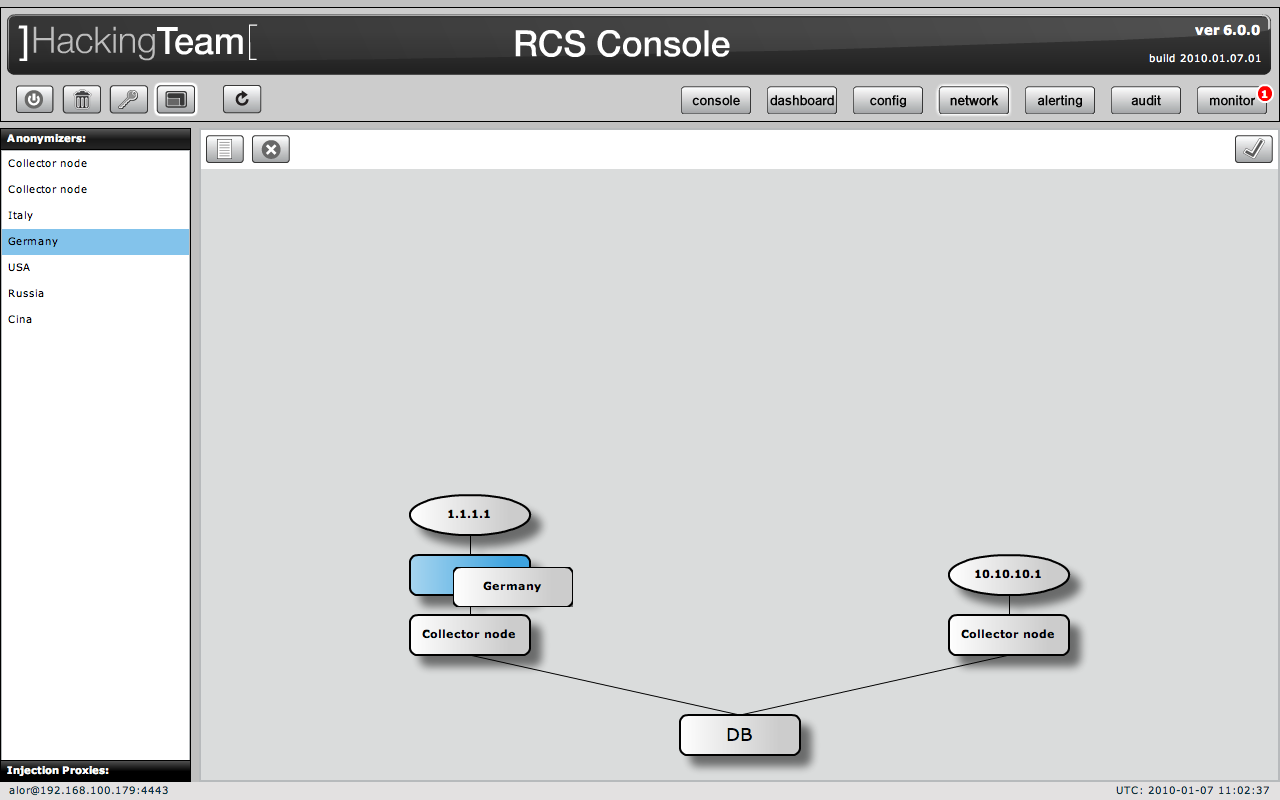 ]HackingTeam[
RCS Console
ver 6.0.0
build 2010.01.07.01
console
dashboard
config
network
alerting
audit
monitor
1
Anonymizers:
Collector node
Collector node
Italy
Germany
USA
Russia
Cina
1.1.1.1
Germany
Collector node
10.10.10.1
Collector node
DB
Injection Proxies:
alor@192.168.100.179:4443
UTC: 2010-01-07 11:02:37